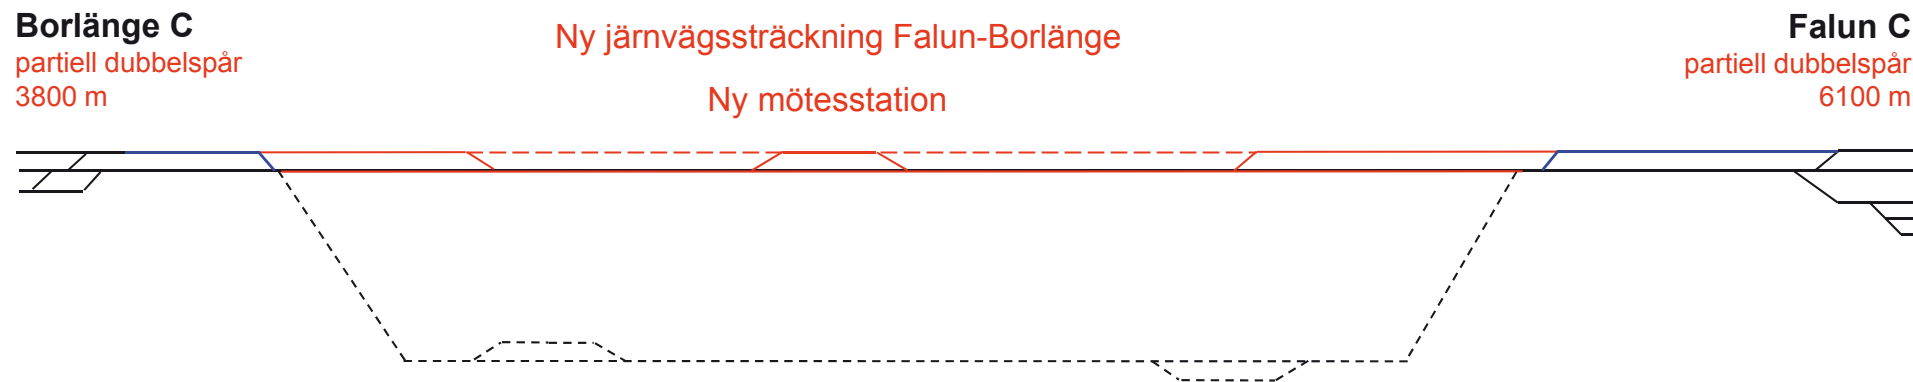 Borlänge C
partiell dubbelspår
3800 m
Ny järnvägssträckning Falun-Borlänge
Ny mötesstation
Falun C
partiell dubbelspår
6100 m